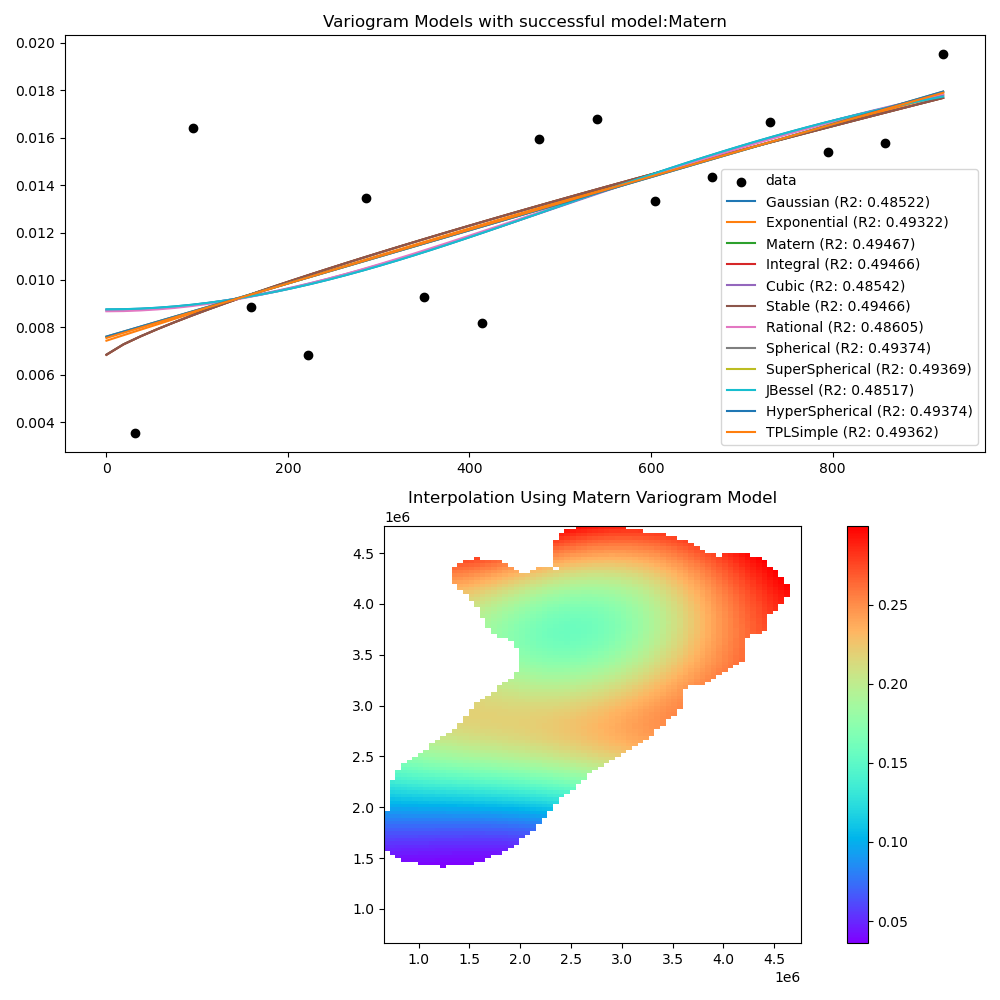 Variogram Models with successful model:Matern
0.020
0.018
0.016
0.014
0.012
0.010
0.008
0.006
0.004
data
Gaussian (R2: 0.48522)
Exponential (R2: 0.49322)
Matern (R2: 0.49467)
Integral (R2: 0.49466)
Cubic (R2: 0.48542)
Stable (R2: 0.49466)
Rational (R2: 0.48605)
Spherical (R2: 0.49374)
SuperSpherical (R2: 0.49369)
JBessel (R2: 0.48517)
HyperSpherical (R2: 0.49374)
TPLSimple (R2: 0.49362)
0 200 400 600 800
Interpolation Using Matern Variogram Model
1e6
4.5
4.0
3.5
3.0
2.5
2.0
1.5
1.0
1.0 1.5 2.0 2.5 3.0 3.5 4.0 4.5
1e6
0.25
0.20
0.15
0.10
0.05